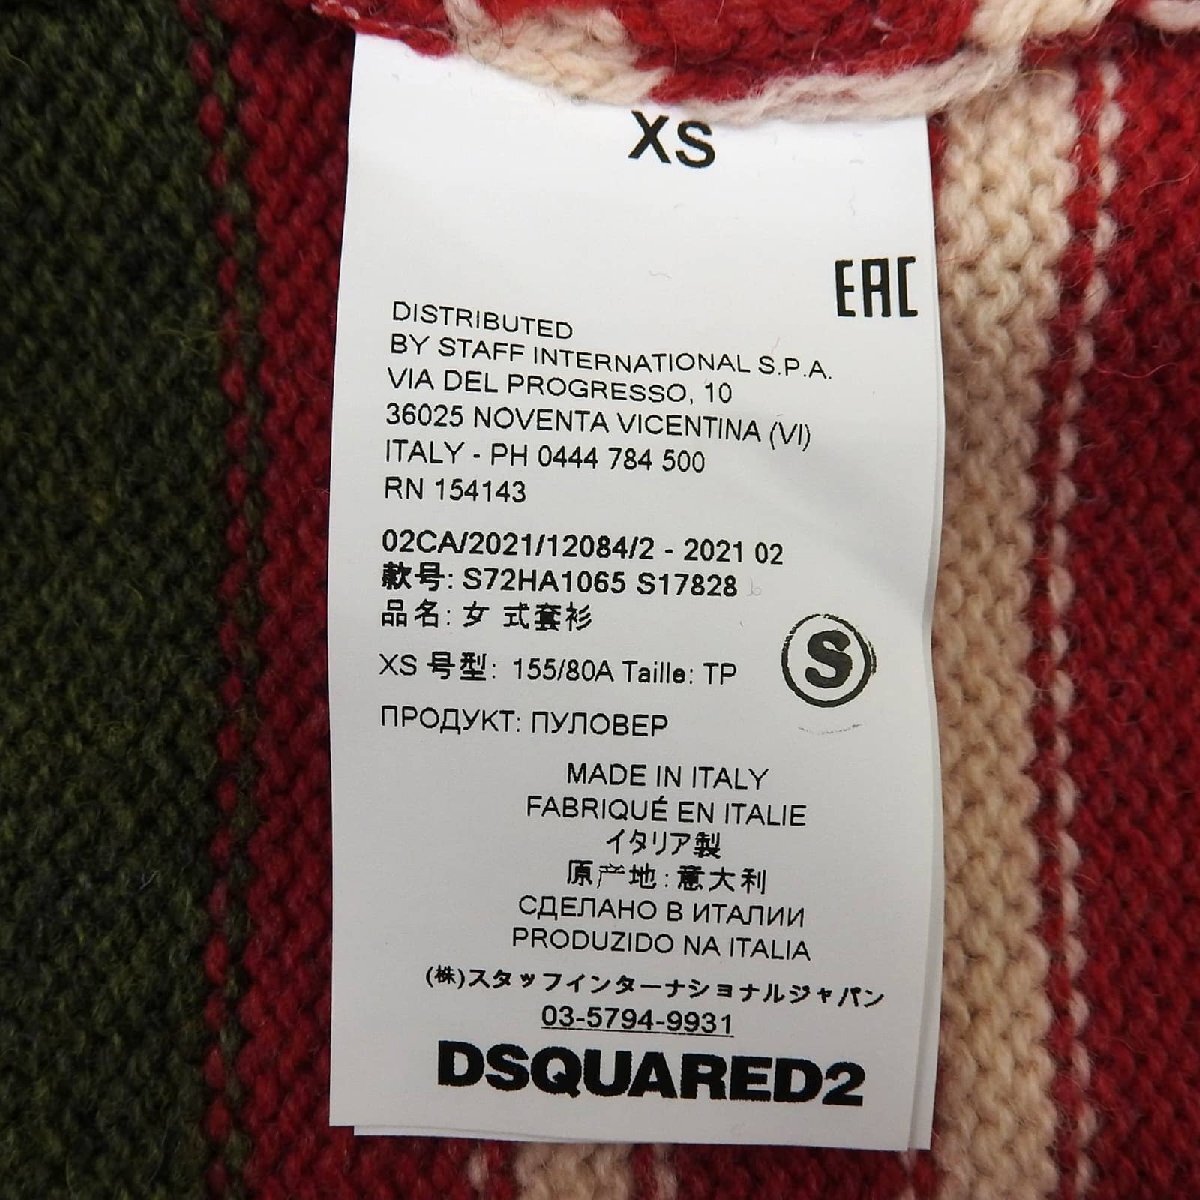 XS
EAC
DISTRIBUTED
BY STAFF INTERNATIONAL S.P.A.
VIA DEL PROGRESSO, 10
36025 NOVENTA VICENTINA (VI)
ITALY - PH 0444 784 500
RN 154143
02CA/2021/12084/2 - 2021 02
款号: S72HA1065 S17828
品名: 女 式套衫
S
XS 号型: 155/80A Taille: TP
ПРОДУКТ: ПУЛОВЕР
MADE IN ITALY
FABRIQUÉ EN ITALIE
イタリア製
原产地: 意大利
СДЕЛАНО В ИТАЛИИ
PRODUZIDO NA ITALIA
(株)スタッフインターナショナルジャパン
03-5794-9931
DSQUARED2